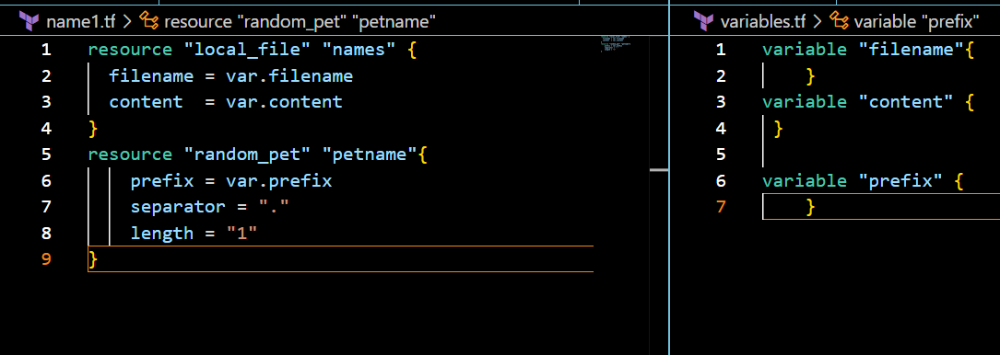 name1.tf > resource "random_pet" "petname"
1 resource "local_file" "names" {
2 filename = var.filename
3 content  = var.content
4 }
5 resource "random_pet" "petname"{
6 prefix = var.prefix
7 separator = "."
8 length = "1"
9 }
variables.tf > variable "prefix"
1 variable "filename"{
2 }
3 variable "content" {
4 }
5
6 variable "prefix" {
7 }